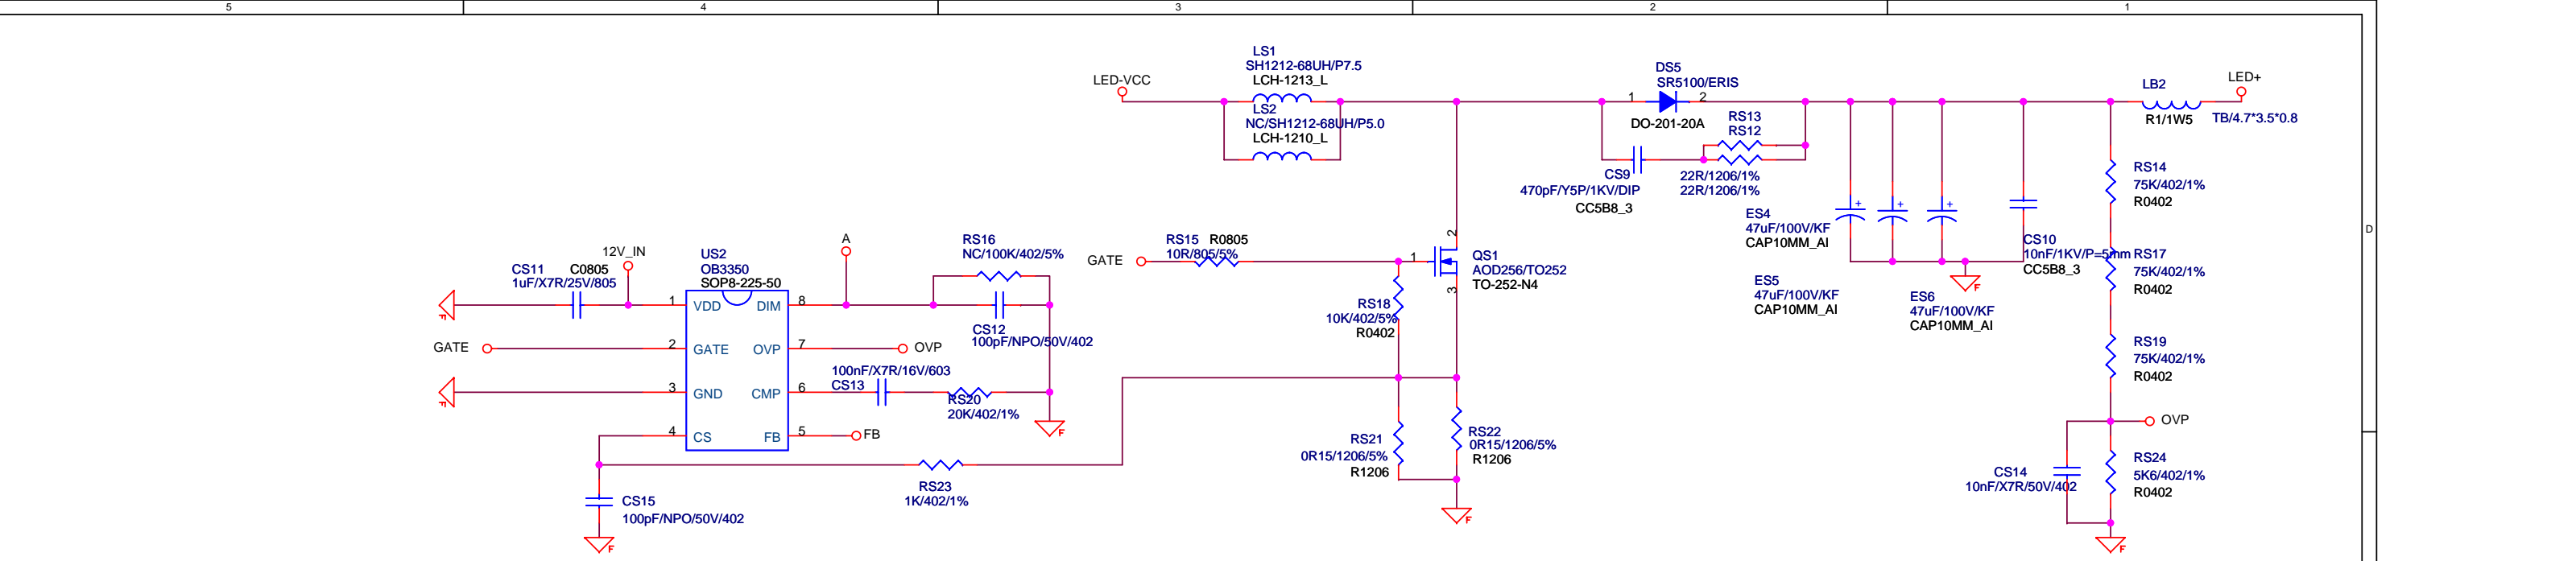 5
4
3
2
1
D
LED-VCC
LS1
SH1212-68UH/P7.5
LCH-1213_L
LS2
NC/SH1212-68UH/P5.0
LCH-1210_L
DS5
SR5100/ERIS
1
2
DO-201-20A
RS13
RS12
CS9
470pF/Y5P/1KV/DIP
CC5B8_3
22R/1206/1%
22R/1206/1%
LB2
R1/1W5
LED+
TB/4.7*3.5*0.8
ES4
47uF/100V/KF
CAP10MM_AI
+
+
+
ES5
47uF/100V/KF
CAP10MM_AI
ES6
47uF/100V/KF
CAP10MM_AI
CS10
10nF/1KV/P=5mm
CC5B8_3
F
RS14
75K/402/1%
R0402
RS17
75K/402/1%
R0402
RS19
75K/402/1%
R0402
OVP
RS24
5K6/402/1%
R0402
CS14
10nF/X7R/50V/402
F
12V_IN
CS11
C0805
1uF/X7R/25V/805
F
US2
OB3350
SOP8-225-50
1
VDD
DIM
8
2
GATE
OVP
7
3
GND
CMP
6
4
CS
FB
5
GATE
F
A
RS16
NC/100K/402/5%
CS12
100pF/NPO/50V/402
OVP
100nF/X7R/16V/603
CS13
RS20
20K/402/1%
F
FB
RS23
1K/402/1%
CS15
100pF/NPO/50V/402
F
GATE
RS15
R0805
10R/805/5%
1
2
3
QS1
AOD256/TO252
TO-252-N4
RS18
10K/402/5%
R0402
RS21
0R15/1206/5%
R1206
RS22
0R15/1206/5%
R1206
F